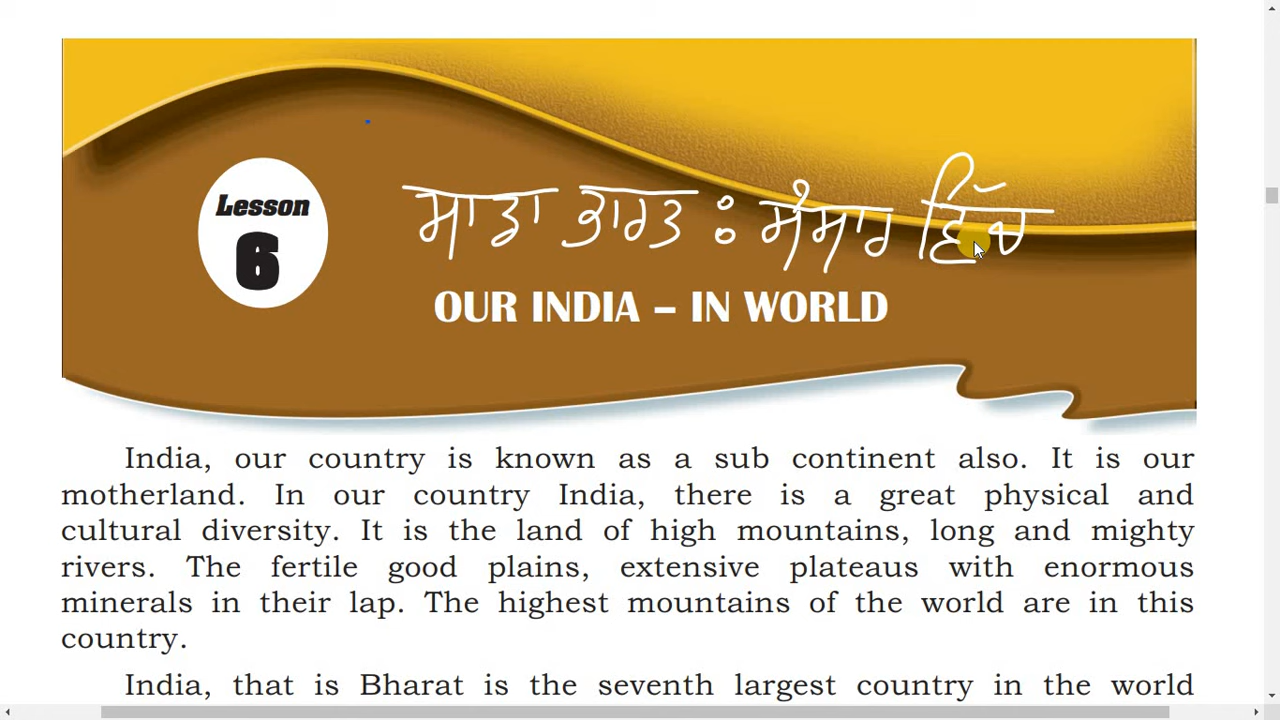 Lesson
6
ਸਾਡਾ ਭਾਰਤ : ਸੰਸਾਰ ਵਿੱਚ
OUR INDIA – IN WORLD
India, our country is known as a sub continent also. It is our
motherland. In our country India, there is a great physical and
cultural diversity. It is the land of high mountains, long and mighty
rivers. The fertile good plains, extensive plateaus with enormous
minerals in their lap. The highest mountains of the world are in this
country.
India, that is Bharat is the seventh largest country in the world